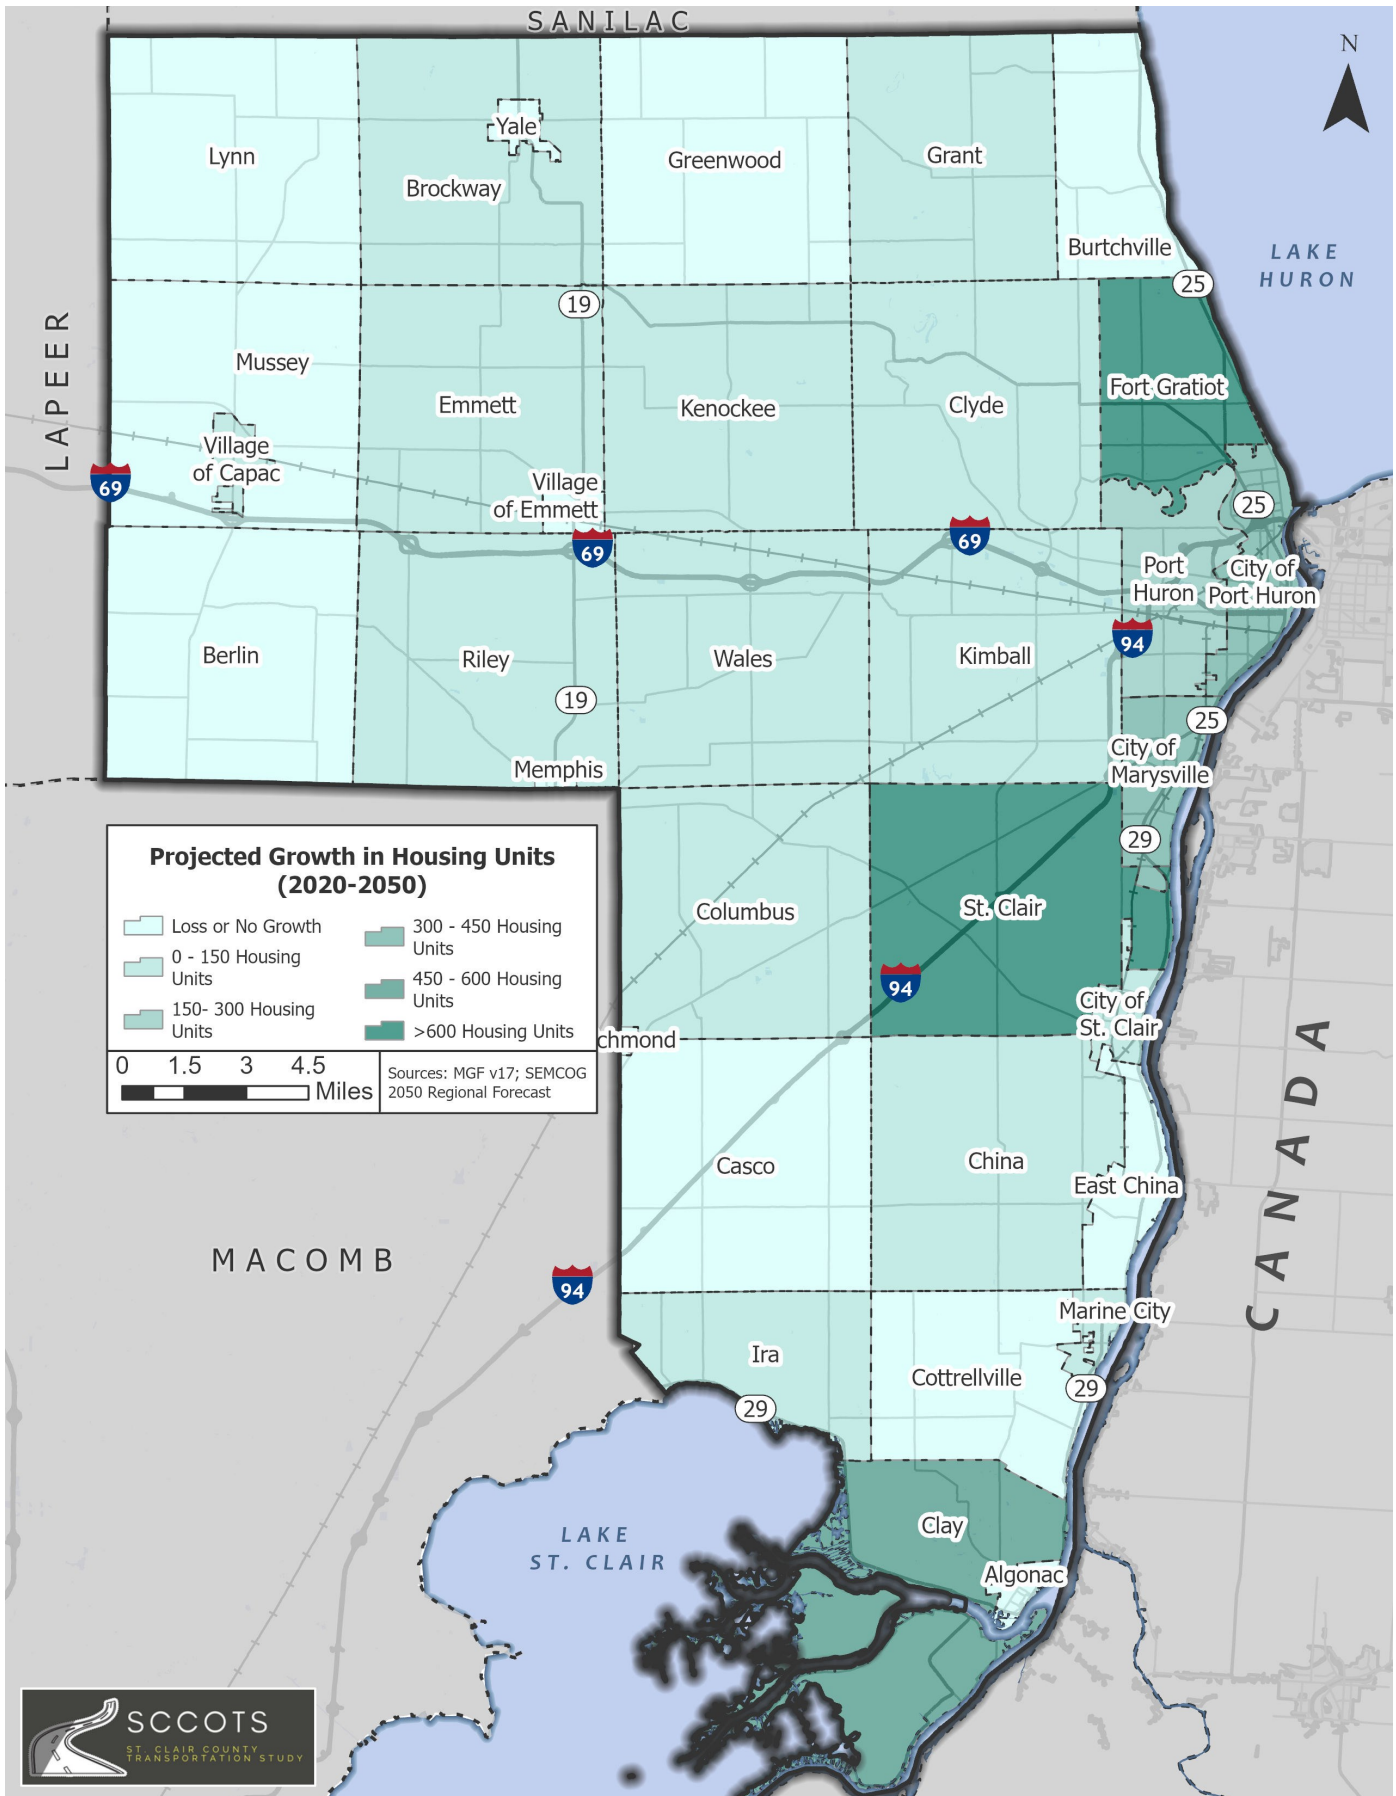 SANILAC
N
Yale
Lynn
Greenwood
Grant
Brockway
Burtchville
LAKE
HURON
25
19
LAPEER
Mussey
Fort Gratiot
Emmett
Kenockee
Clyde
Village
of Capac
69
Village
of Emmett
25
69
69
Port
Huron
City of
Port Huron
94
Berlin
Riley
Wales
Kimball
19
25
City of
Marysville
Memphis
29
Projected Growth in Housing Units
(2020-2050)
Loss or No Growth
0 - 150 Housing
Units
150- 300 Housing
Units
300 - 450 Housing
Units
450 - 600 Housing
Units
>600 Housing Units
0 1.5 3 4.5
Miles
Sources: MGF v17; SEMCOG
2050 Regional Forecast
Columbus
St. Clair
94
City of
St. Clair
chmond
CANADA
Casco
China
East China
MACOMB
94
Marine City
Ira
Cottrellville
29
29
LAKE
ST. CLAIR
Clay
Algonac
SCCOTS
ST. CLAIR COUNTY
TRANSPORTATION STUDY